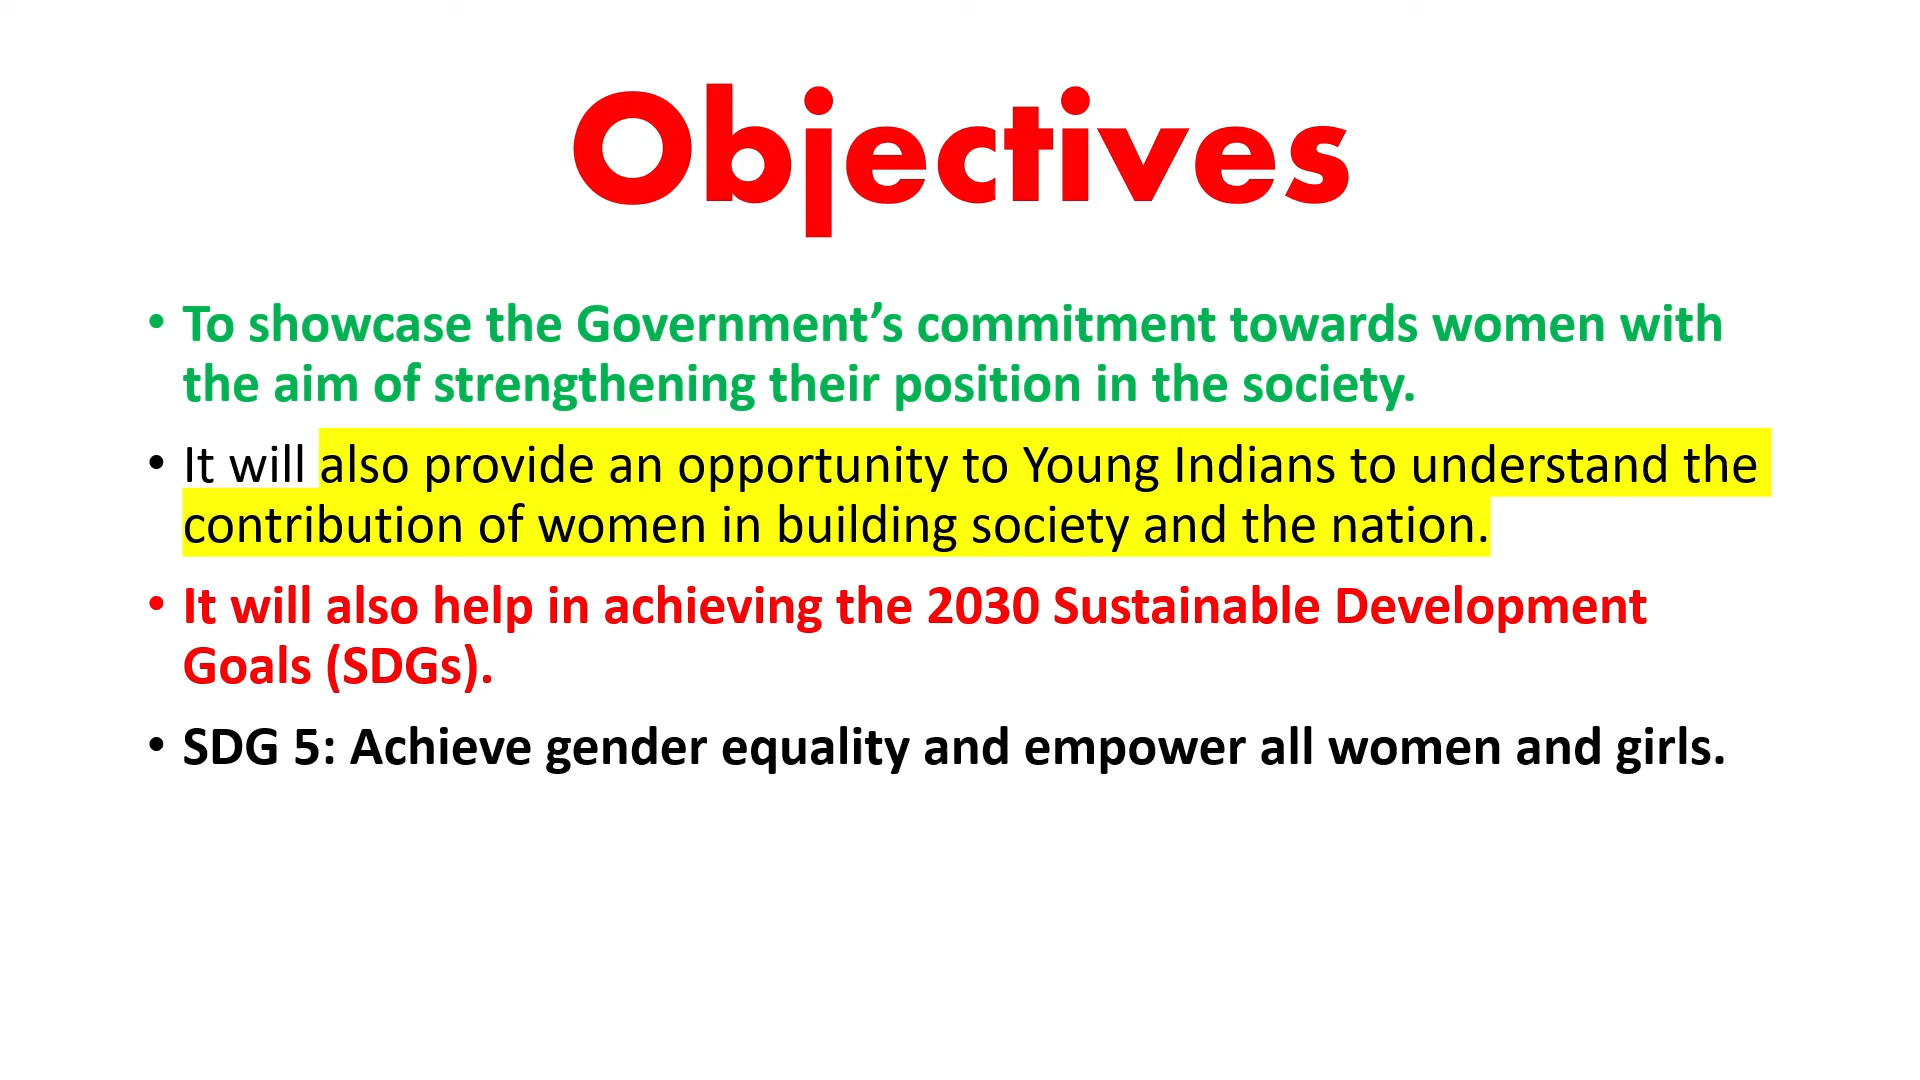 Objectives
• To showcase the Government’s commitment towards women with
the aim of strengthening their position in the society.
• It will also provide an opportunity to Young Indians to understand the
contribution of women in building society and the nation.
• It will also help in achieving the 2030 Sustainable Development
Goals (SDGs).
• SDG 5: Achieve gender equality and empower all women and girls.